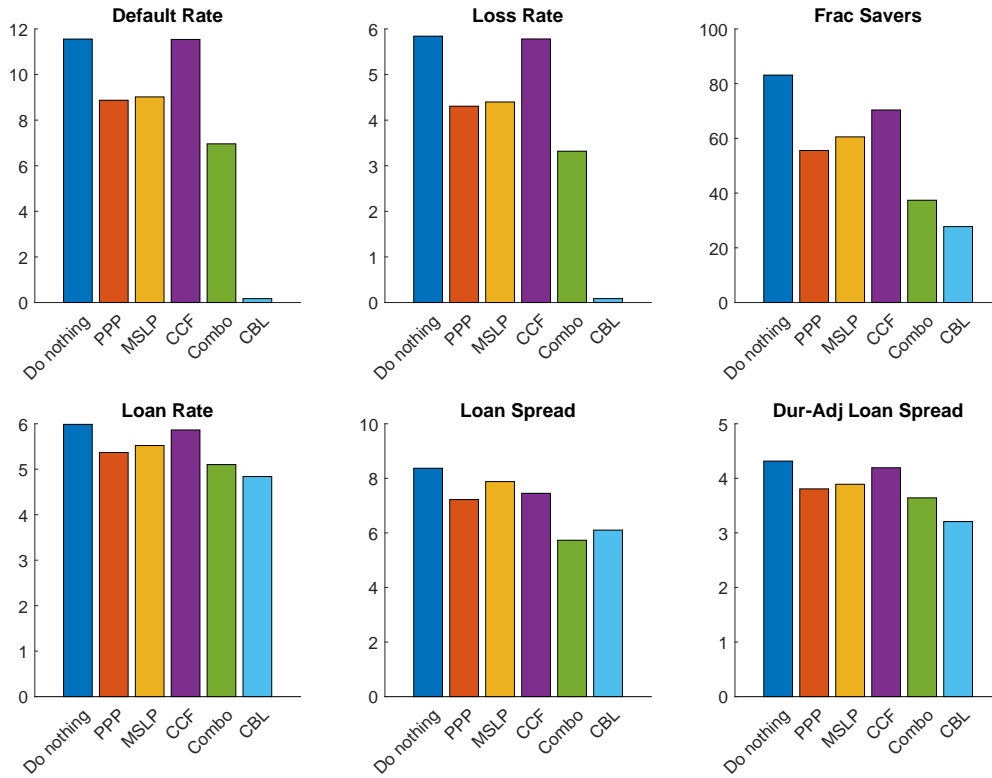 Default Rate
12
10
8
6
4
2
0
Do nothing
PPP
MSLP
CCF
Combo
CBL
Loss Rate
6
5
4
3
2
1
0
Do nothing
PPP
MSLP
CCF
Combo
CBL
Frac Savers
100
80
60
40
20
0
Do nothing
PPP
MSLP
CCF
Combo
CBL
Loan Rate
6
5
4
3
2
1
0
Do nothing
PPP
MSLP
CCF
Combo
CBL
Loan Spread
10
8
6
4
2
0
Do nothing
PPP
MSLP
CCF
Combo
CBL
Dur-Adj Loan Spread
5
4
3
2
1
0
Do nothing
PPP
MSLP
CCF
Combo
CBL